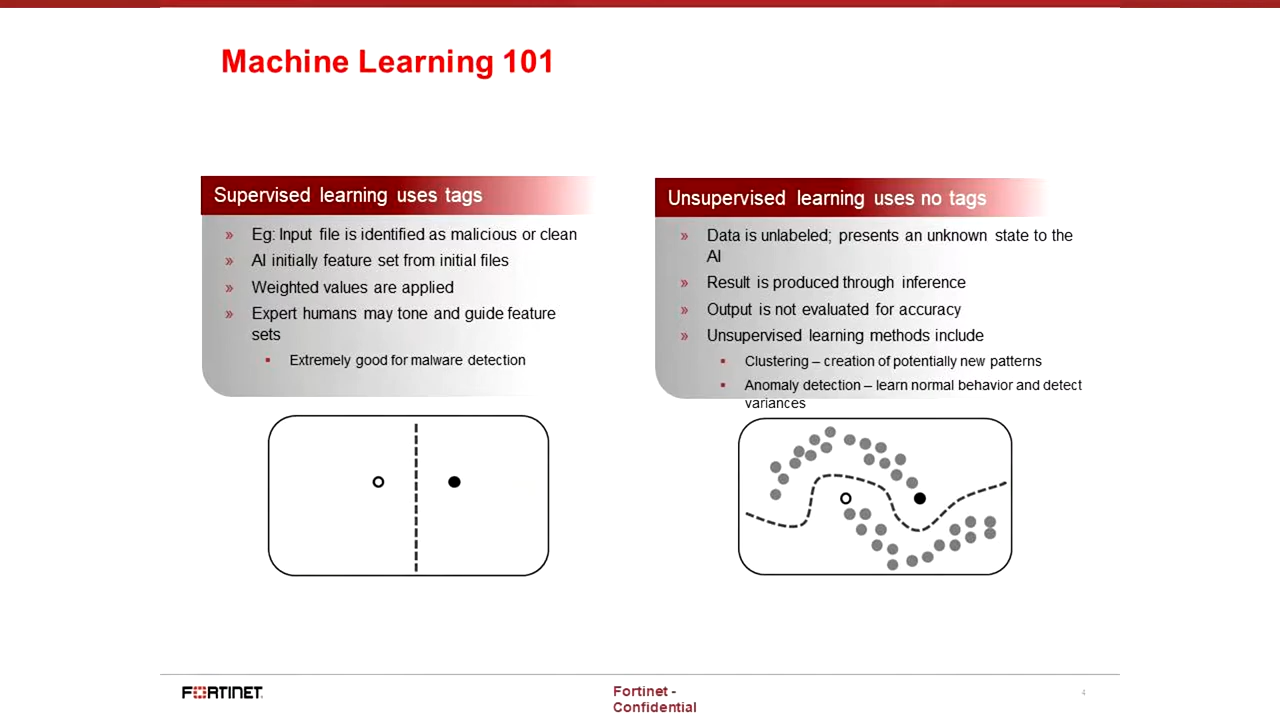 Machine Learning 101
Supervised learning uses tags
» Eg: Input file is identified as malicious or clean
» AI initially feature set from initial files
» Weighted values are applied
» Expert humans may tone and guide feature
sets
▪ Extremely good for malware detection
Unsupervised learning uses no tags
» Data is unlabeled; presents an unknown state to the
AI
» Result is produced through inference
» Output is not evaluated for accuracy
» Unsupervised learning methods include
▪ Clustering – creation of potentially new patterns
▪ Anomaly detection – learn normal behavior and detect
variances
FORTINET
Fortinet -
Confidential
4